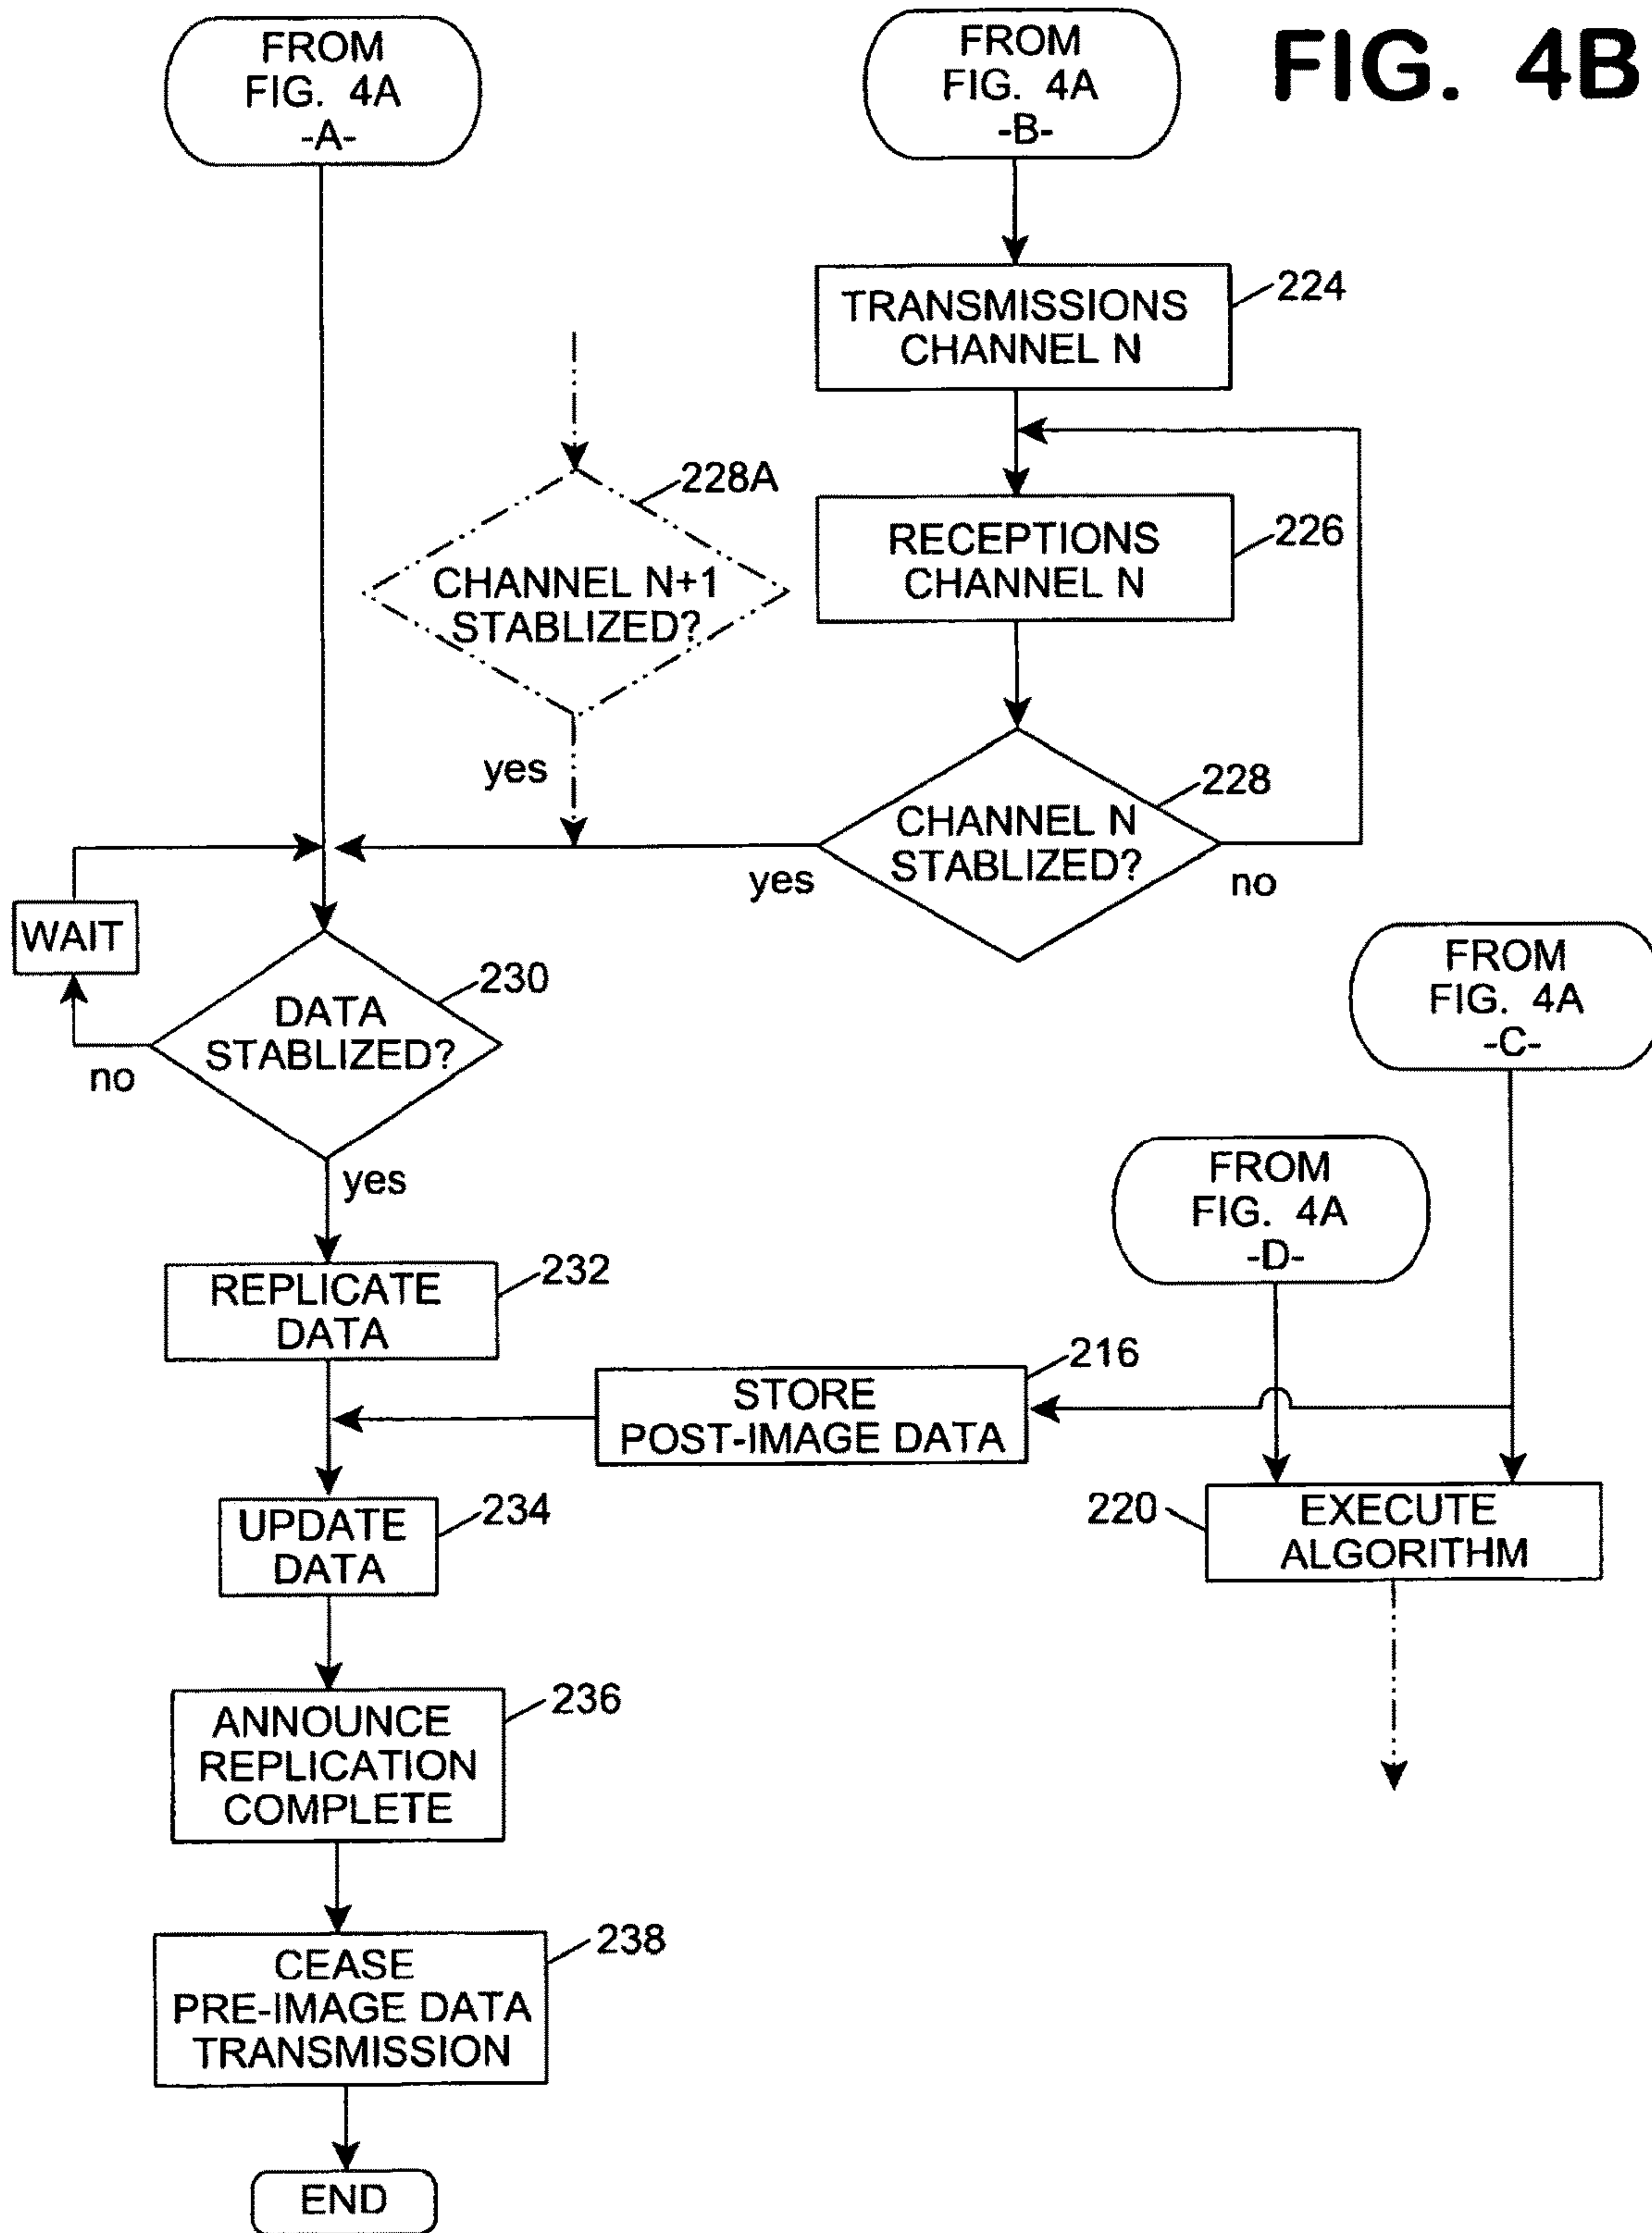 FIG. 4B
FROM
FIG. 4A
-A-
FROM
FIG. 4A
-B-
TRANSMISSIONS
CHANNEL N
224
228A
CHANNEL N+1
STABLIZED?
yes
RECEPTIONS
CHANNEL N
226
CHANNEL N
STABLIZED?
228
yes
no
WAIT
DATA
STABLIZED?
230
no
yes
FROM
FIG. 4A
-C-
FROM
FIG. 4A
-D-
REPLICATE
DATA
232
STORE
POST-IMAGE DATA
216
UPDATE
DATA
234
220
EXECUTE
ALGORITHM
ANNOUNCE
REPLICATION
COMPLETE
236
CEASE
PRE-IMAGE DATA
TRANSMISSION
238
END